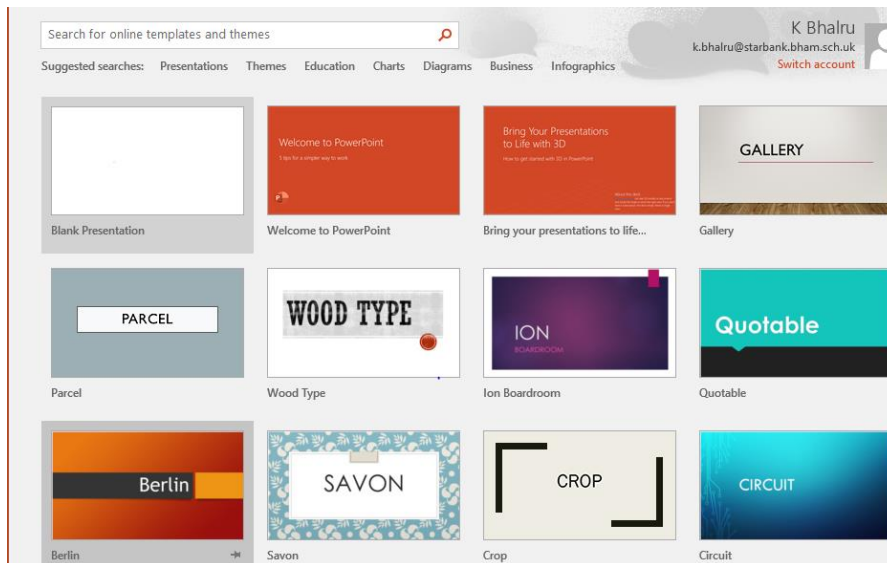 Search for online templates and themes
K Bhalru
k.bhalru@starbank.bham.sch.uk
Switch account
Suggested searches: Presentations Themes Education Charts Diagrams Business Infographics
Welcome to PowerPoint
5 tips for a simpler way to work
Bring Your Presentations
to Life with 3D
How to get started with 3D in PowerPoint
GALLERY
Blank Presentation
Welcome to PowerPoint
Bring your presentations to life...
Gallery
PARCEL
WOOD TYPE
ION
BOARDROOM
Quotable
Parcel
Wood Type
Ion Boardroom
Quotable
Berlin
SAVON
CROP
CIRCUIT
Berlin
Savon
Crop
Circuit